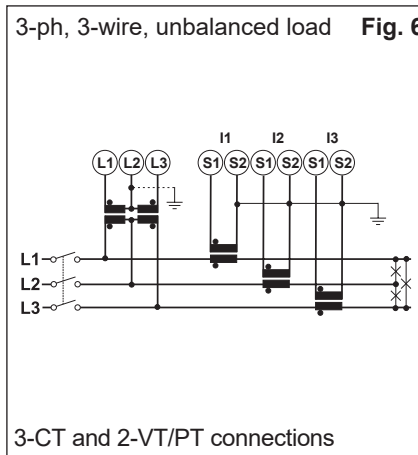 3-ph, 3-wire, unbalanced load Fig. 6
I1 I2 I3
L1 L2 L3 S1 S2 S1 S2 S1 S2
L1
L2
L3
3-CT and 2-VT/PT connections